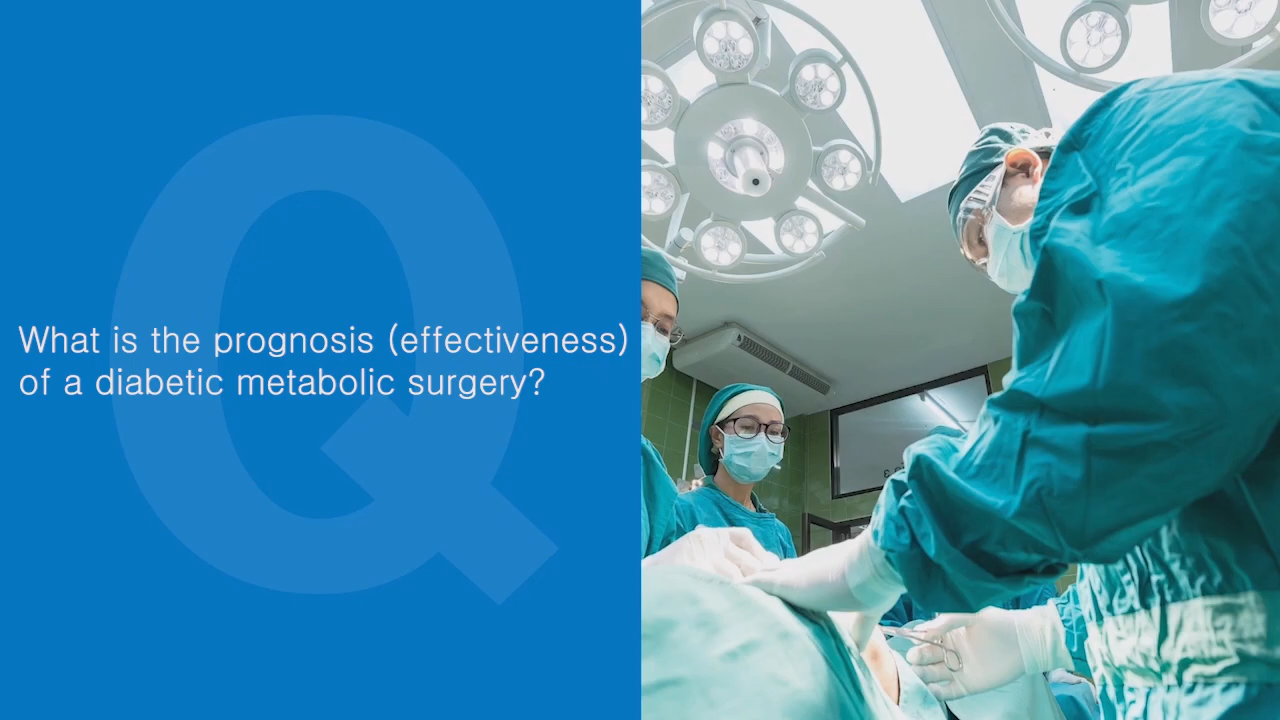 Q
What is the prognosis (effectiveness)
of a diabetic metabolic surgery?